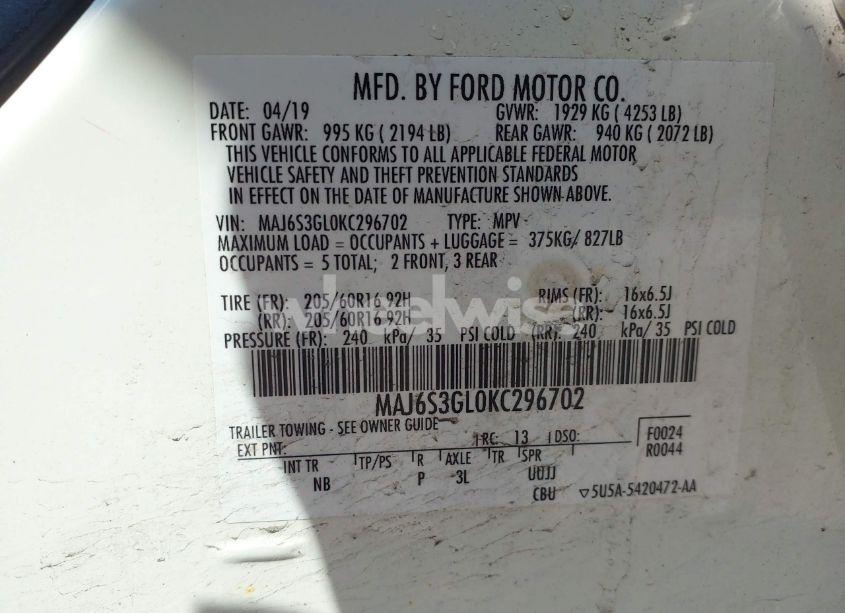 MFD. BY FORD MOTOR CO.
DATE: 04/19 GVWR: 1929 KG ( 4253 LB)
FRONT GAWR: 995 KG ( 2194 LB) REAR GAWR: 940 KG ( 2072 LB)
THIS VEHICLE CONFORMS TO ALL APPLICABLE FEDERAL MOTOR
VEHICLE SAFETY AND THEFT PREVENTION STANDARDS
IN EFFECT ON THE DATE OF MANUFACTURE SHOWN ABOVE.
VIN: MAJ6S3GL0KC296702 TYPE: MPV
MAXIMUM LOAD = OCCUPANTS + LUGGAGE = 375KG/ 827LB
OCCUPANTS = 5 TOTAL; 2 FRONT, 3 REAR
TIRE (FR): 205/60R16 92H RIMS (FR): 16x6.5J
(RR): 205/60R16 92H (RR): 16x6.5J
PRESSURE (FR): 240 kPa/ 35 PSI COLD (RR): 240 kPa/ 35 PSI COLD
wheelwise
MAJ6S3GL0KC296702
TRAILER TOWING - SEE OWNER GUIDE
EXT PNT: RC: 13 DSO: F0024
R0044
INT TR TP/PS R AXLE TR SPR
NB P 3L UUJJ
CBU 5U5A-5420472-AA